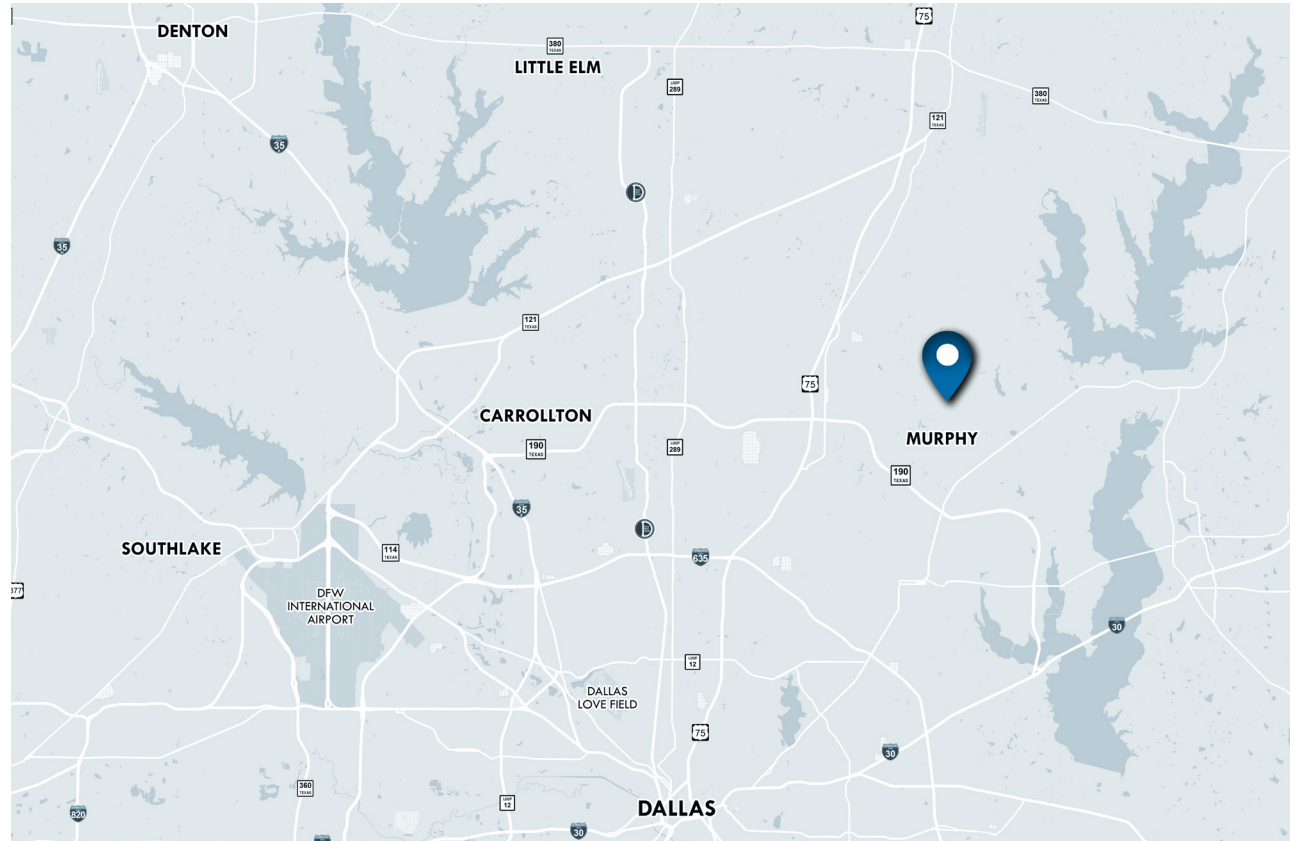 DENTON
75
380
TEXAS
LITTLE ELM
LOOP
289
380
TEXAS
121
TEXAS
35
35
121
TEXAS
75
CARROLLTON
190
TEXAS
LOOP
289
MURPHY
190
TEXAS
35
SOUTHLAKE
114
TEXAS
635
377
DFW
INTERNATIONAL
AIRPORT
30
LOOP
12
DALLAS
LOVE FIELD
75
30
360
TEXAS
LOOP
12
820
DALLAS
30